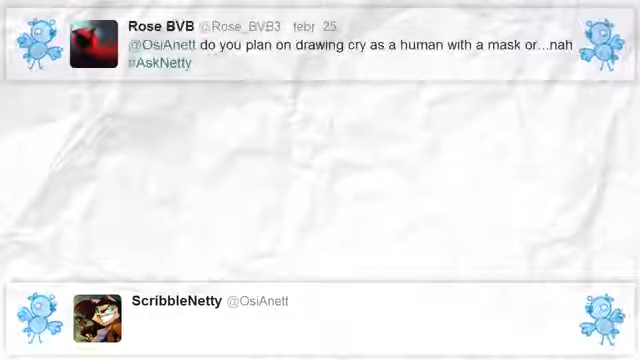 Rose BVB @Rose_BVB3 febr 25
@OsiAnett do you plan on drawing cry as a human with a mask or...nah
#AskNetty
ScribbleNetty @OsiAnett